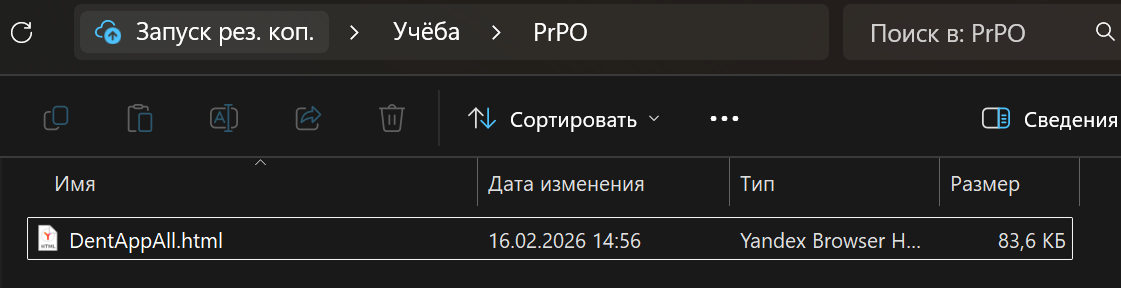 Запуск рез. коп. > Учёба > PrPO Поиск в: PrPO
Сортировать ••• Сведения
Имя Дата изменения Тип Размер
DentAppAll.html 16.02.2026 14:56 Yandex Browser H... 83,6 КБ